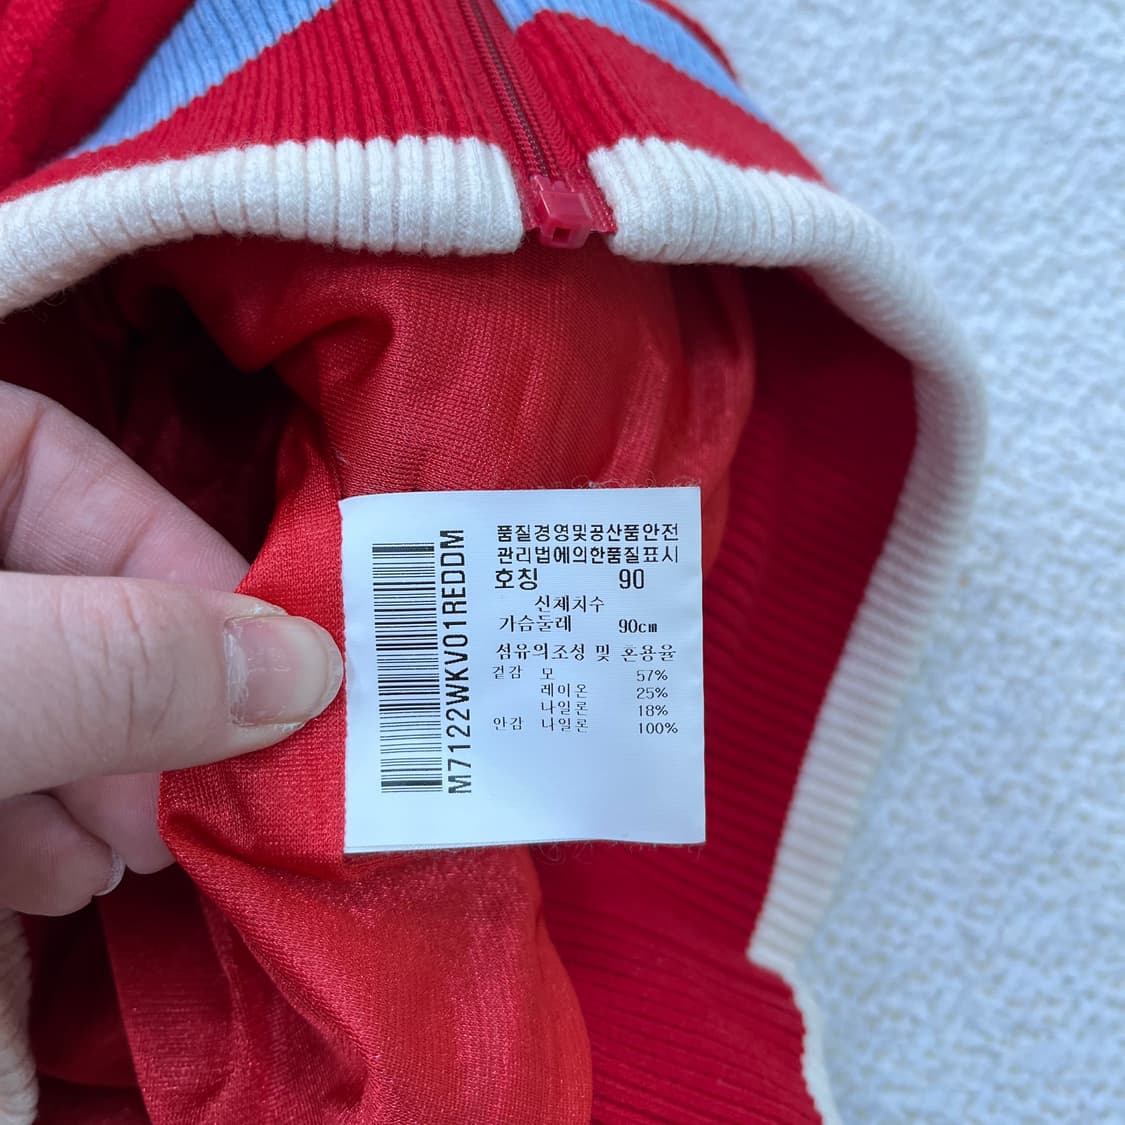 M7122WKV01REDDM
품질경영및공산품안전
관리법에의한품질표시
호칭 90
신체치수
가슴둘레 90cm
섬유의조성 및 혼용율
겉감 모 57%
레이온 25%
나일론 18%
안감 나일론 100%